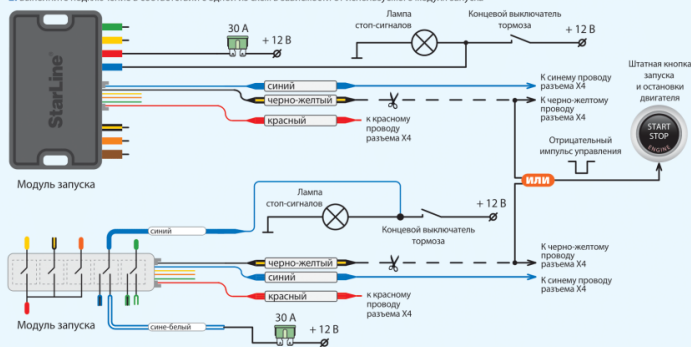 30 А
+ 12 В
Лампа
стоп-сигналов
Концевой выключатель
тормоза
+ 12 В
StarLine
синий
черно-желтый
красный
к красному
проводу
разъема Х4
К синему проводу
разъема Х4
К черно-желтому
проводу
разъема Х4
Штатная кнопка
запуска
и остановки
двигателя
START
STOP
ENGINE
Отрицательный
импульс управления
ИЛИ
Модуль запуска
Лампа
стоп-сигналов
+ 12 В
Концевой выключатель
тормоза
синий
черно-желтый
синий
красный
к красному
проводу
разъема Х4
К черно-желтому
проводу
разъема Х4
К синему проводу
разъема Х4
Модуль запуска
сине-белый
30 А
+ 12 В